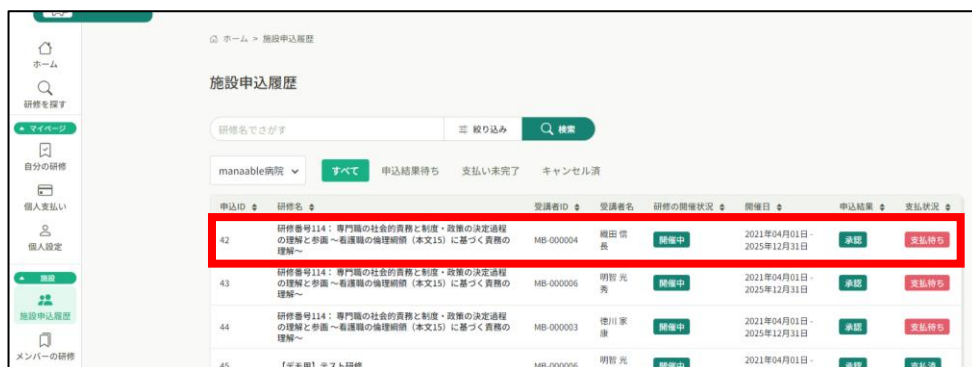 ホーム > 施設申込履歴
ホーム
研修を探す
マイページ
自分の研修
個人支払い
個人設定
施設
施設申込履歴
メンバーの研修
施設申込履歴
研修名でさがす 絞り込み 検索
manaable病院 すべて 申込結果待ち 支払い未完了 キャンセル済
申込ID 研修名 受講者ID 受講者名 研修の開催状況 開催日 申込結果 支払状況
42 研修番号114： 専門職の社会的責務と制度・政策の決定過程
の理解と参画 ～看護職の倫理綱領（本文15）に基づく責務の
理解～ MB-000004 織田 信
長 開催中 2021年04月01日 -
2025年12月31日 承認 支払待ち
43 研修番号114： 専門職の社会的責務と制度・政策の決定過程
の理解と参画 ～看護職の倫理綱領（本文15）に基づく責務の
理解～ MB-000006 明智 光
秀 開催中 2021年04月01日 -
2025年12月31日 承認 支払待ち
44 研修番号114： 専門職の社会的責務と制度・政策の決定過程
の理解と参画 ～看護職の倫理綱領（本文15）に基づく責務の
理解～ MB-000003 徳川 家
康 開催中 2021年04月01日 -
2025年12月31日 承認 支払待ち
45 【デモ用】テスト研修 MB-000006 明智 光 開催中 2021年04月01日 - 承認 支払済